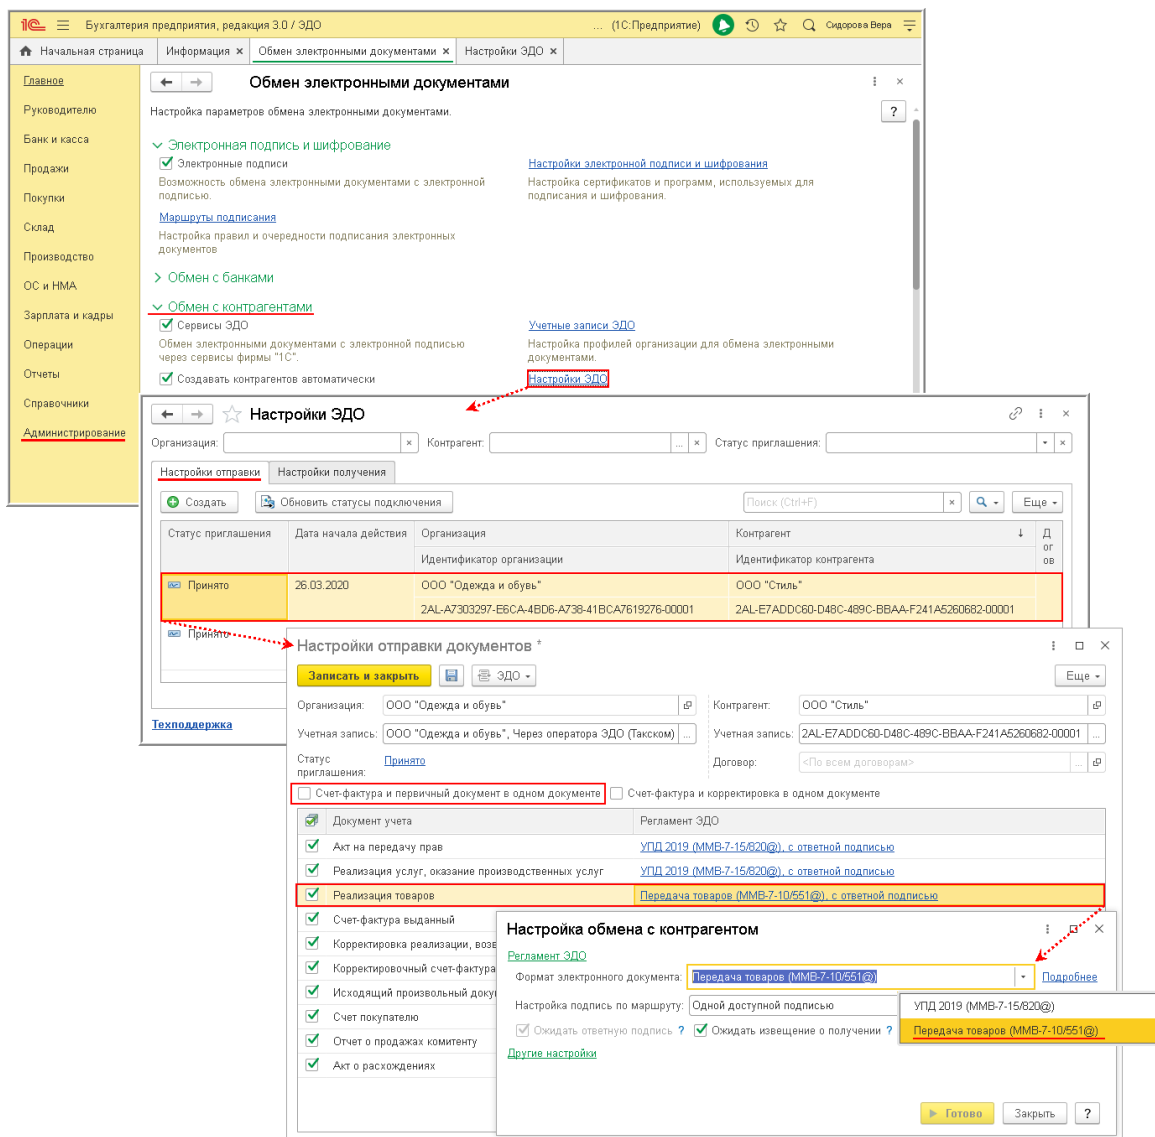 1С Бухгалтерия предприятия, редакция 3.0 / ЭДО ... (1С:Предприятие) Сидорова Вера
Начальная страница Информация × Обмен электронными документами × Настройки ЭДО ×
Главное
Руководителю
Банк и касса
Продажи
Покупки
Склад
Производство
ОС и НМА
Зарплата и кадры
Операции
Отчеты
Справочники
Администрирование
Обмен электронными документами
Настройка параметров обмена электронными документами. ?
Электронная подпись и шифрование
Электронные подписи Настройки электронной подписи и шифрования
Возможность обмена электронными документами с электронной Настройка сертификатов и программ, используемых для
подписью. подписания и шифрования.
Маршруты подписания
Настройка правил и очередности подписания электронных
документов
Обмен с банками
Обмен с контрагентами
Сервисы ЭДО Учетные записи ЭДО
Обмен электронными документами с электронной подписью Настройка профилей организации для обмена электронными
через сервисы фирмы "1С". документами.
Создавать контрагентов автоматически Настройки ЭДО
Настройки ЭДО
Организация: × Контрагент: ... × Статус приглашения: ×
Настройки отправки Настройки получения
Создать Обновить статусы подключения Поиск (Ctrl+F) × Еще
Статус приглашения Дата начала действия Организация Контрагент ↓ Д
ог
Идентификатор организации Идентификатор контрагента ов
Принято 26.03.2020 ООО "Одежда и обувь" ООО "Стиль"
2AL-A7303297-E6CA-4BD6-A738-41BCA7619276-00001 2AL-E7ADDC60-D48C-489C-BBAA-F241A5260682-00001
Принято
Техподдержка
Настройки отправки документов *
Записать и закрыть ЭДО Еще
Организация: ООО "Одежда и обувь" Контрагент: ООО "Стиль"
Учетная запись: ООО "Одежда и обувь", Через оператора ЭДО (Такском) ... Учетная запись: 2AL-E7ADDC60-D48C-489C-BBAA-F241A5260682-00001 ...
Статус
приглашения: Принято Договор: <По всем договорам> ...
Счет-фактура и первичный документ в одном документе Счет-фактура и корректировка в одном документе
Документ учета Регламент ЭДО
Акт на передачу прав УПД 2019 (ММВ-7-15/820@), с ответной подписью
Реализация услуг, оказание производственных услуг УПД 2019 (ММВ-7-15/820@), с ответной подписью
Реализация товаров Передача товаров (ММВ-7-10/551@), с ответной подписью
Счет-фактура выданный
Корректировка реализации, возв
Корректировочный счет-фактура
Исходящий произвольный докуг
Счет покупателю
Отчет о продажах комитенту
Акт о расхождениях
Настройка обмена с контрагентом
Регламент ЭДО
Формат электронного документа: Передача товаров (ММВ-7-10/551@) Подробнее
Настройка подпись по маршруту: Одной доступной подписью
УПД 2019 (ММВ-7-15/820@)
Передача товаров (ММВ-7-10/551@)
Ожидать ответную подпись ? Ожидать извещение о получении ?
Другие настройки
Готово Закрыть ?